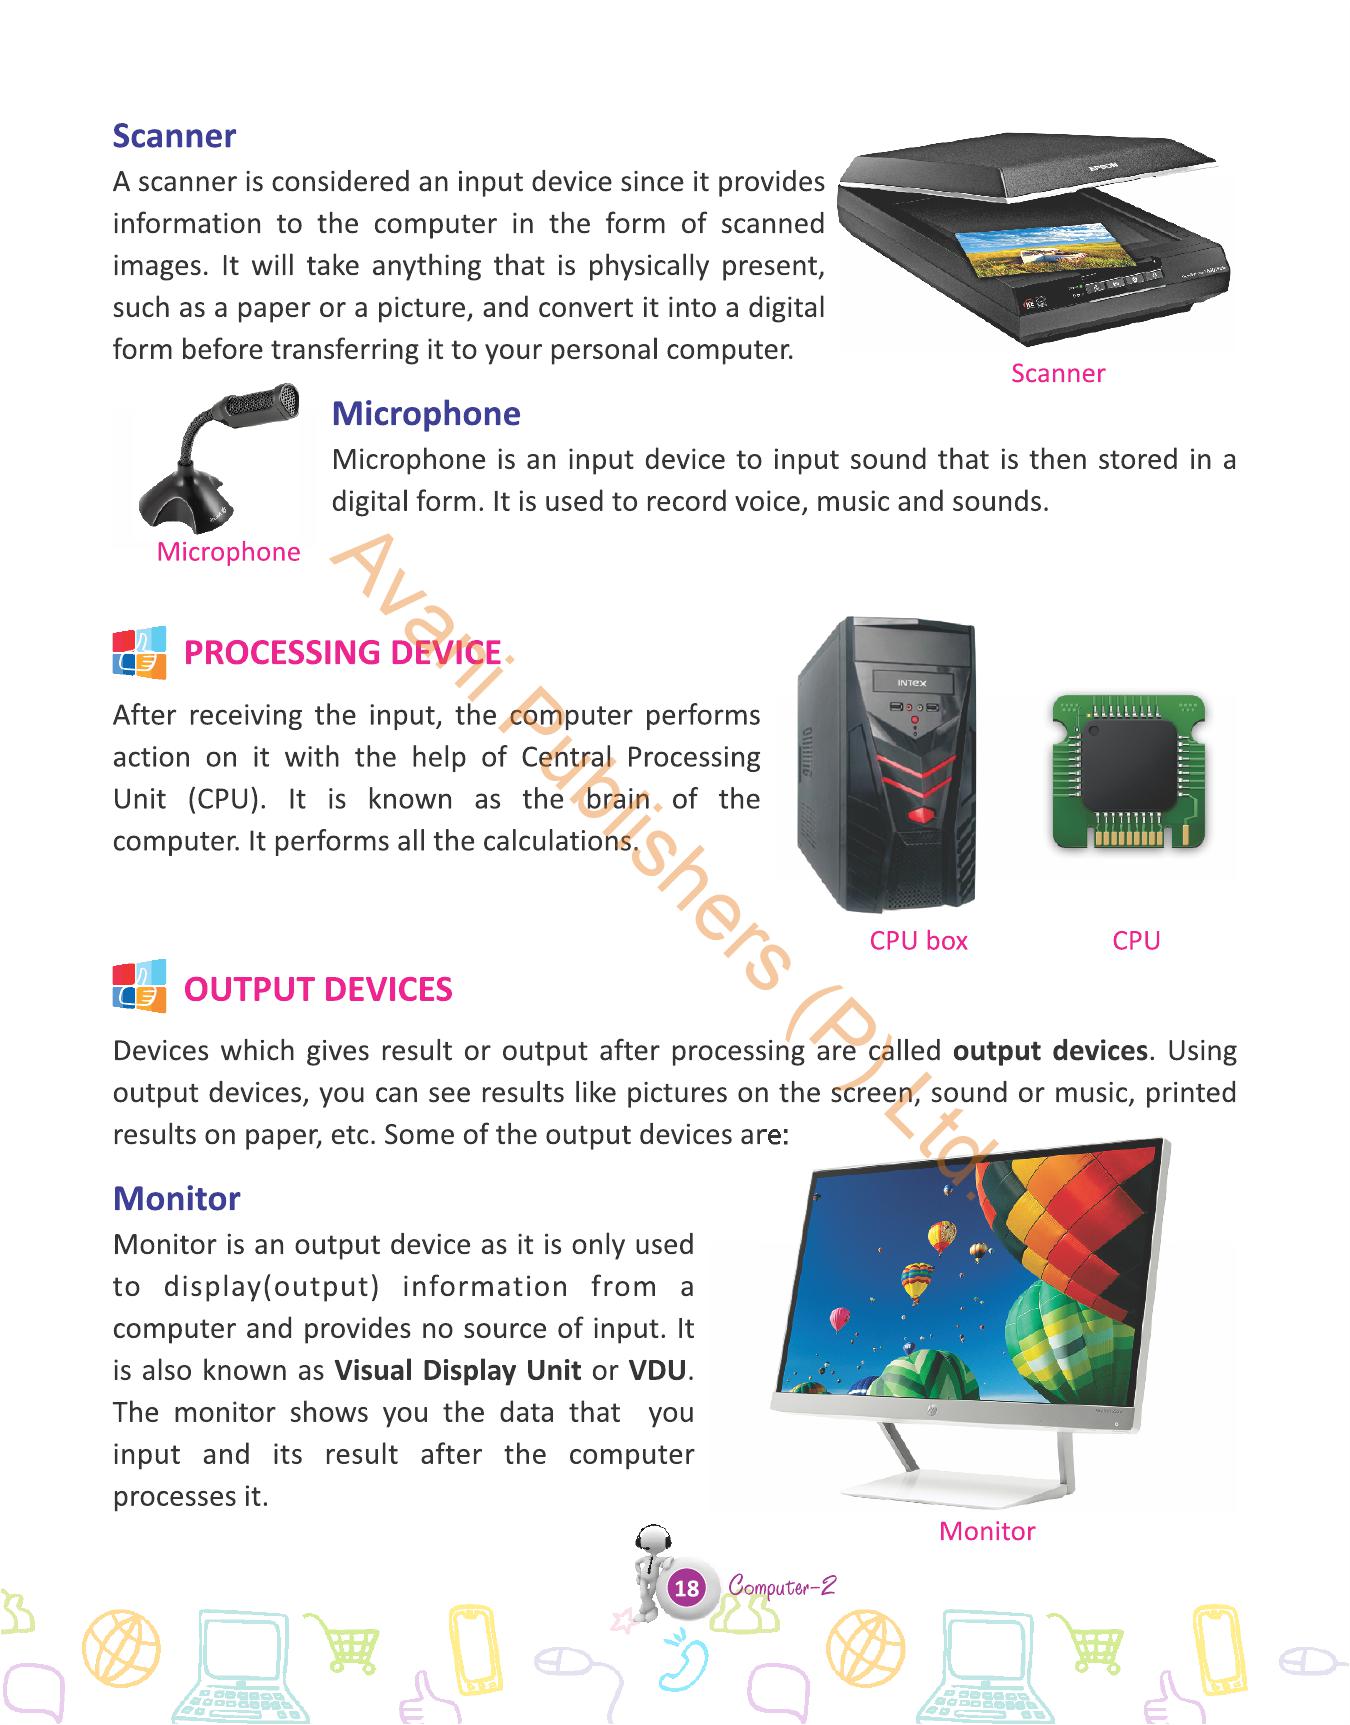 Scanner
A scanner is considered an input device since it provides
information to the computer in the form of scanned
images. It will take anything that is physically present,
such as a paper or a picture, and convert it into a digital
form before transferring it to your personal computer.
EPSON
Scanner
Microphone
Microphone is an input device to input sound that is then stored in a
digital form. It is used to record voice, music and sounds.
Microphone
PROCESSING DEVICE
After receiving the input, the computer performs
action on it with the help of Central Processing
Unit (CPU). It is known as the brain of the
computer. It performs all the calculations.
INTEX
CPU box
CPU
OUTPUT DEVICES
Devices which gives result or output after processing are called output devices. Using
output devices, you can see results like pictures on the screen, sound or music, printed
results on paper, etc. Some of the output devices are:
Monitor
Monitor is an output device as it is only used
to display(output) information from a
computer and provides no source of input. It
is also known as Visual Display Unit or VDU.
The monitor shows you the data that you
input and its result after the computer
processes it.
hp
Monitor
Avani Publishers (P) Ltd.
18
Computer-2